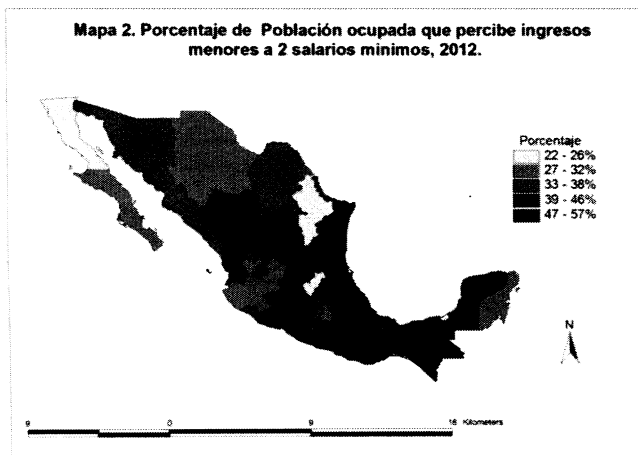 Mapa 2. Porcentaje de Población ocupada que percibe ingresos
menores a 2 salarios minimos, 2012.
Porcentaje
22 - 26%
27 - 32%
33 - 38%
39 - 46%
47 - 57%
N
9 0 9 18 Kilometers